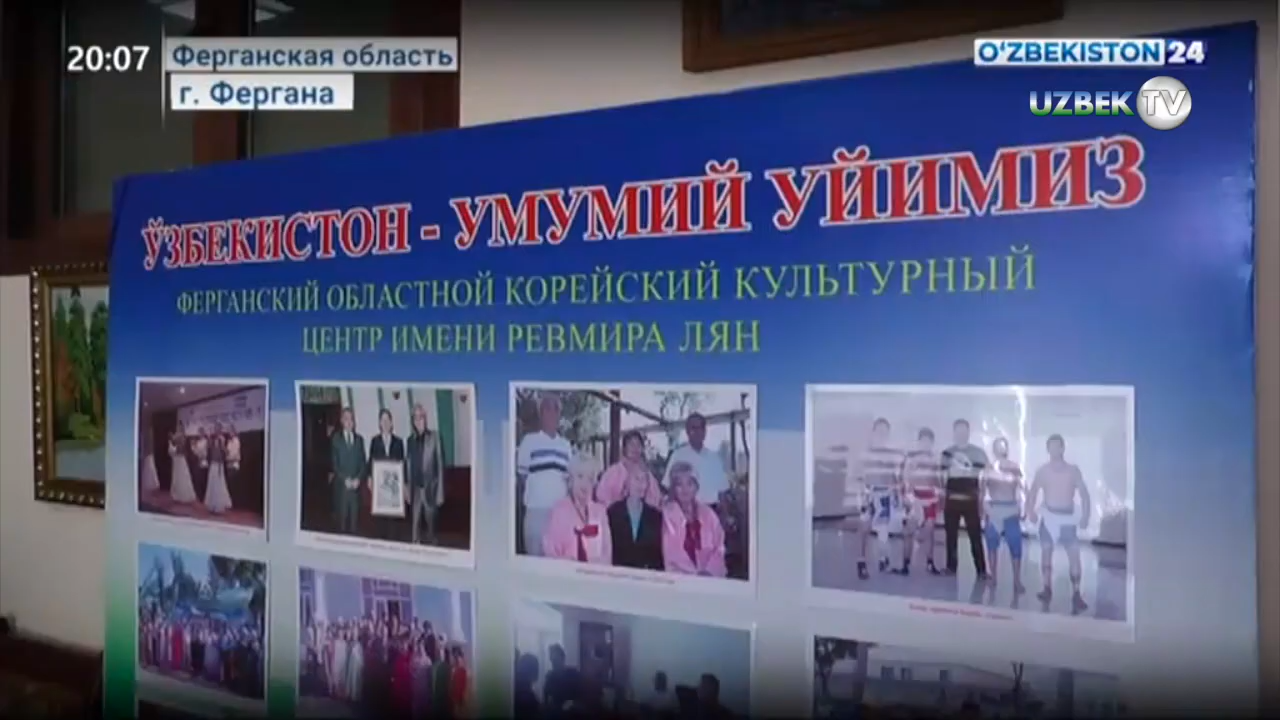 20:07
Ферганская область
г. Фергана
O‘ZBEKISTON 24
UZBEK TV
ЎЗБЕКИСТОН - УМУМИЙ УЙИМИЗ
ФЕРГАНСКИЙ ОБЛАСТНОЙ КОРЕЙСКИЙ КУЛЬТУРНЫЙ
ЦЕНТР ИМЕНИ РЕВМИРА ЛЯН